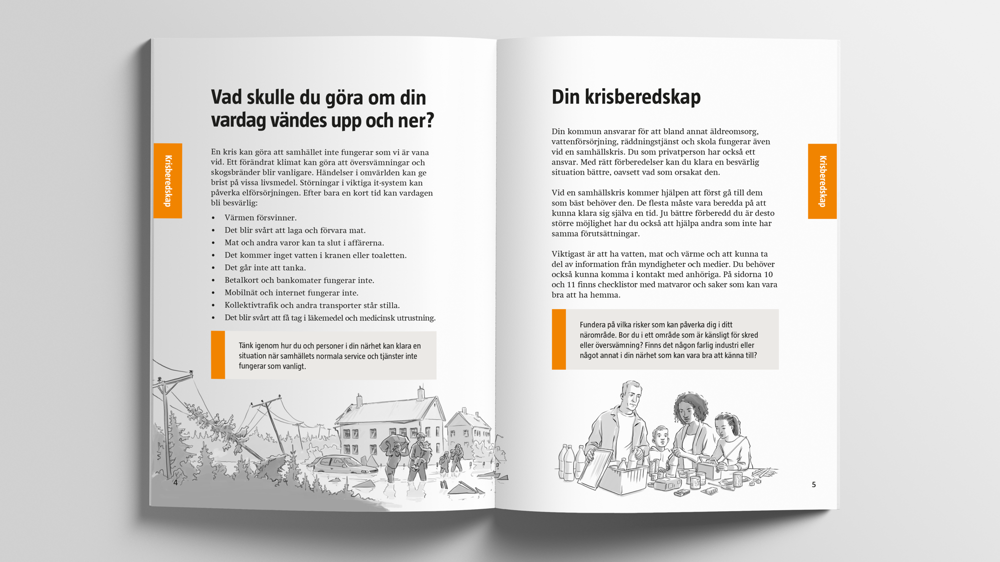 Vad skulle du göra om din
vardag vändes upp och ner?
Krisberedskap
En kris kan göra att samhället inte fungerar som vi är vana
vid. Ett förändrat klimat kan göra att översvämningar och
skogsbränder blir vanligare. Händelser i omvärlden kan ge
brist på vissa livsmedel. Störningar i viktiga it-system kan
påverka elförsörjningen. Efter bara en kort tid kan vardagen
bli besvärlig:
• Värmen försvinner.
• Det blir svårt att laga och förvara mat.
• Mat och andra varor kan ta slut i affärerna.
• Det kommer inget vatten i kranen eller toaletten.
• Det går inte att tanka.
• Betalkort och bankomater fungerar inte.
• Mobilnät och internet fungerar inte.
• Kollektivtrafik och andra transporter står stilla.
• Det blir svårt att få tag i läkemedel och medicinsk utrustning.
Tänk igenom hur du och personer i din närhet kan klara en
situation när samhällets normala service och tjänster inte
fungerar som vanligt.
4
Din krisberedskap
Din kommun ansvarar för att bland annat äldreomsorg,
vattenförsörjning, räddningstjänst och skola fungerar även
vid en samhällskris. Du som privatperson har också ett
ansvar. Med rätt förberedelser kan du klara en besvärlig
situation bättre, oavsett vad som orsakat den.
Vid en samhällskris kommer hjälpen att först gå till dem
som bäst behöver den. De flesta måste vara beredda på att
kunna klara sig själva en tid. Ju bättre förberedd du är desto
större möjlighet har du också att hjälpa andra som inte har
samma förutsättningar.
Viktigast är att ha vatten, mat och värme och att kunna ta
del av information från myndigheter och medier. Du behöver
också kunna komma i kontakt med anhöriga. På sidorna 10
och 11 finns checklistor med matvaror och saker som kan vara
bra att ha hemma.
Krisberedskap
Fundera på vilka risker som kan påverka dig i ditt
närområde. Bor du i ett område som är känsligt för skred
eller översvämning? Finns det någon farlig industri eller
något annat i din närhet som kan vara bra att känna till?
5